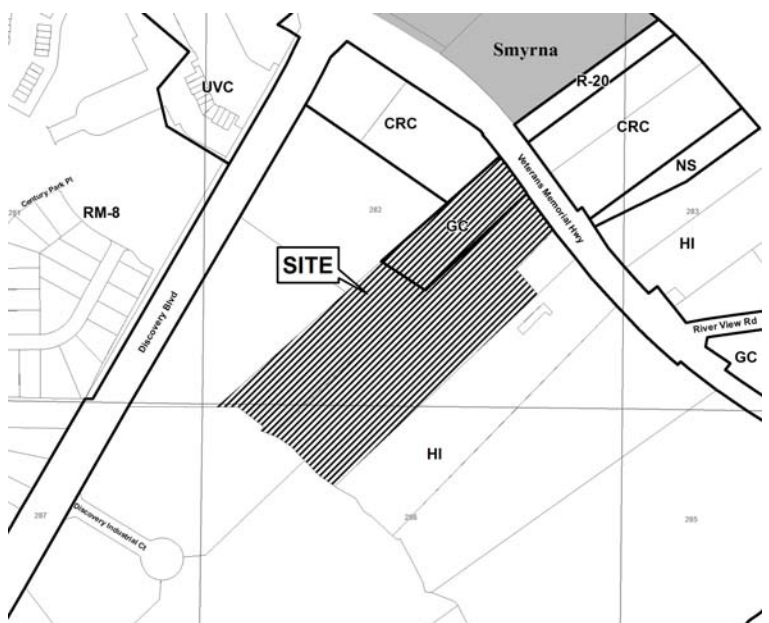 Smyrna
R-20
UVC
CRC
CRC
NS
Veterans Memorial Hwy
Century Park Pl
281
RM-8
282
283
GC
HI
SITE
Discovery Blvd
River View Rd
GC
HI
Discovery Industrial Ct
287
286
285